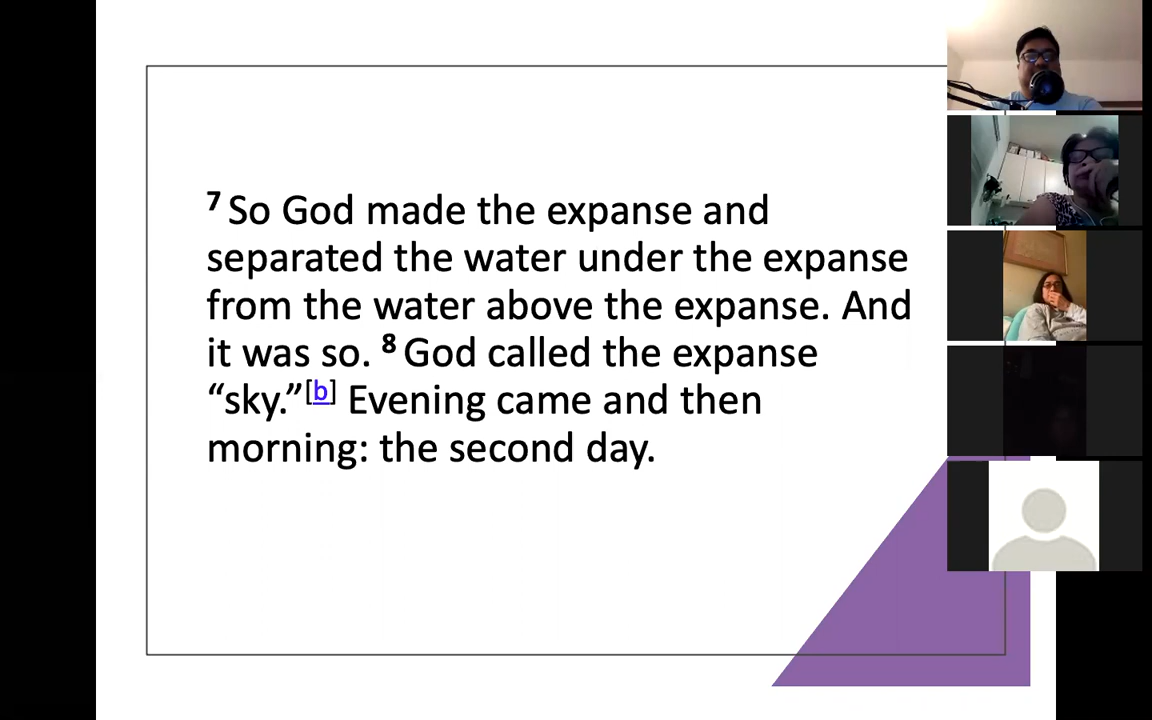 7 So God made the expanse and
separated the water under the expanse
from the water above the expanse. And
it was so. 8 God called the expanse
“sky.”[b] Evening came and then
morning: the second day.